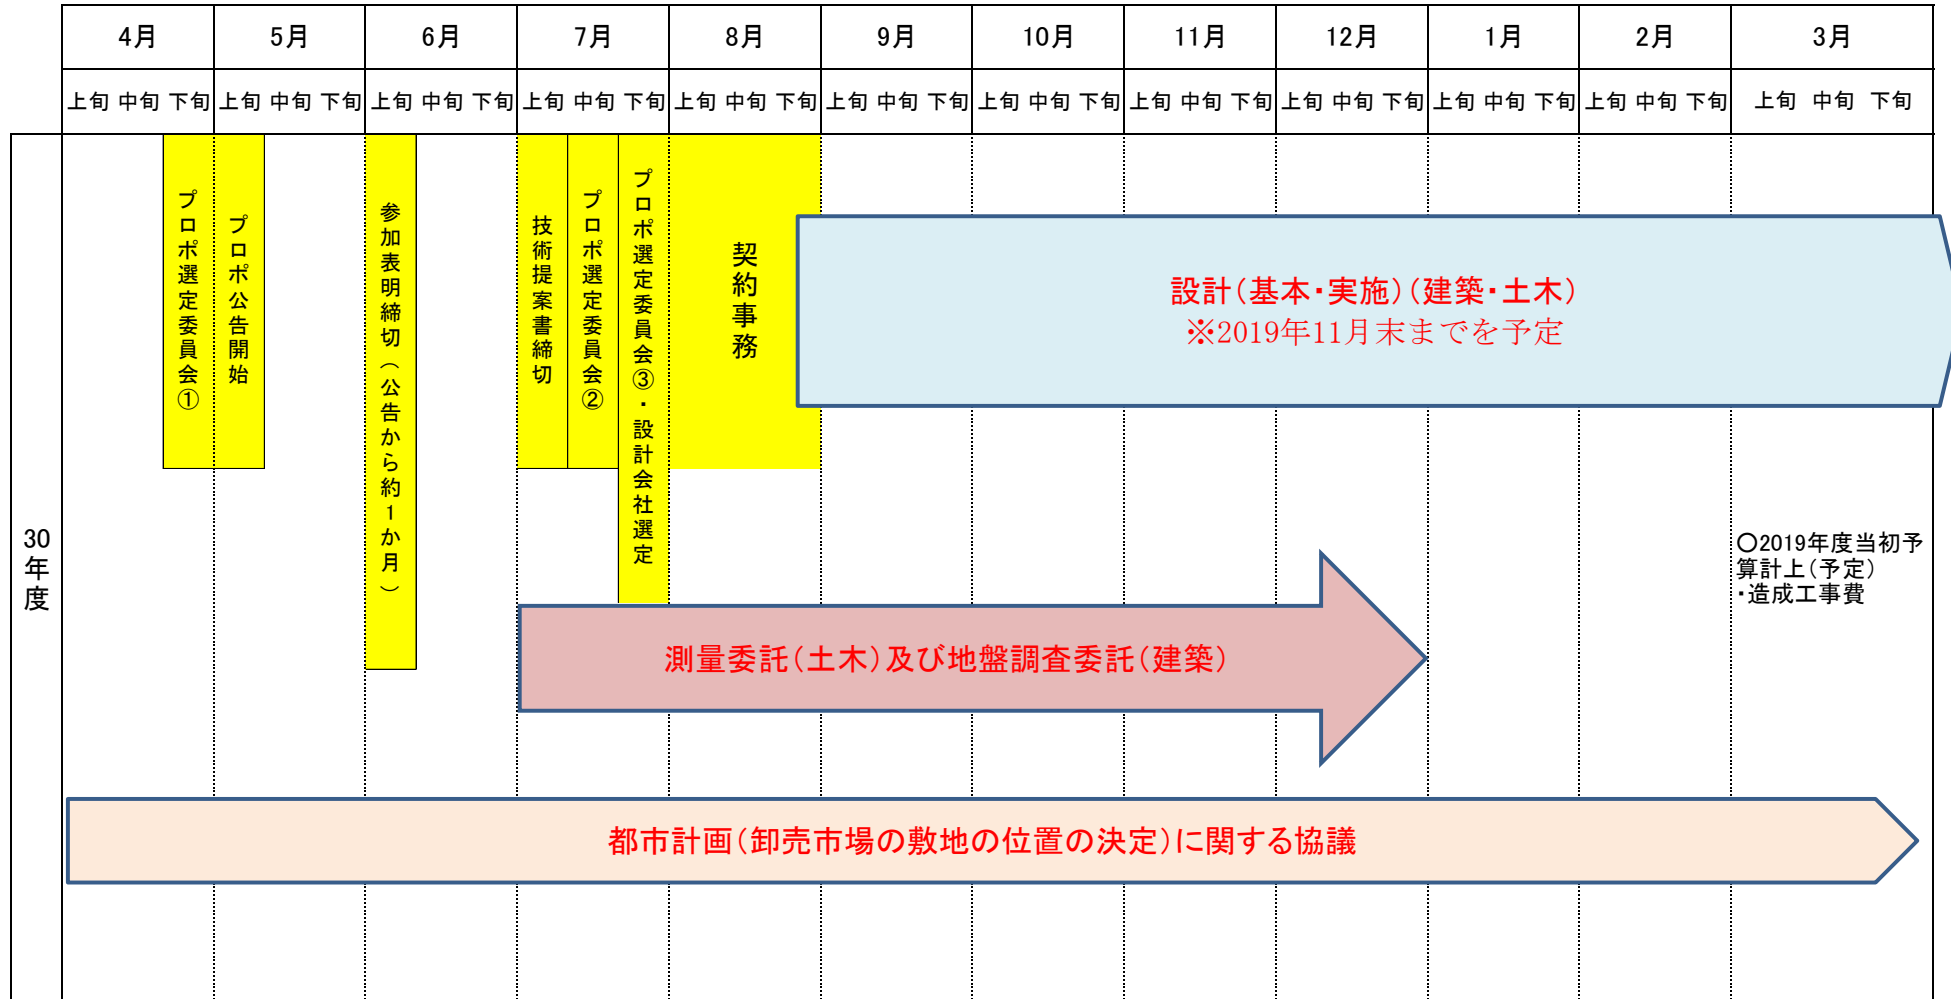 4月 5月 6月 7月 8月 9月 10月 11月 12月 1月 2月 3月
上旬 中旬 下旬 上旬 中旬 下旬 上旬 中旬 下旬 上旬 中旬 下旬 上旬 中旬 下旬 上旬 中旬 下旬 上旬 中旬 下旬 上旬 中旬 下旬 上旬 中旬 下旬 上旬 中旬 下旬 上旬 中旬 下旬 上旬 中旬 下旬
30年度
プロポ選定委員会①
プロポ公告開始
参加表明締切（公告から約1か月）
技術提案書締切
プロポ選定委員会②
プロポ選定委員会③・設計会社選定
契約事務
設計（基本・実施）（建築・土木）
※2019年11月末までを予定
〇2019年度当初予
算計上（予定）
・造成工事費
測量委託（土木）及び地盤調査委託（建築）
都市計画（卸売市場の敷地の位置の決定）に関する協議